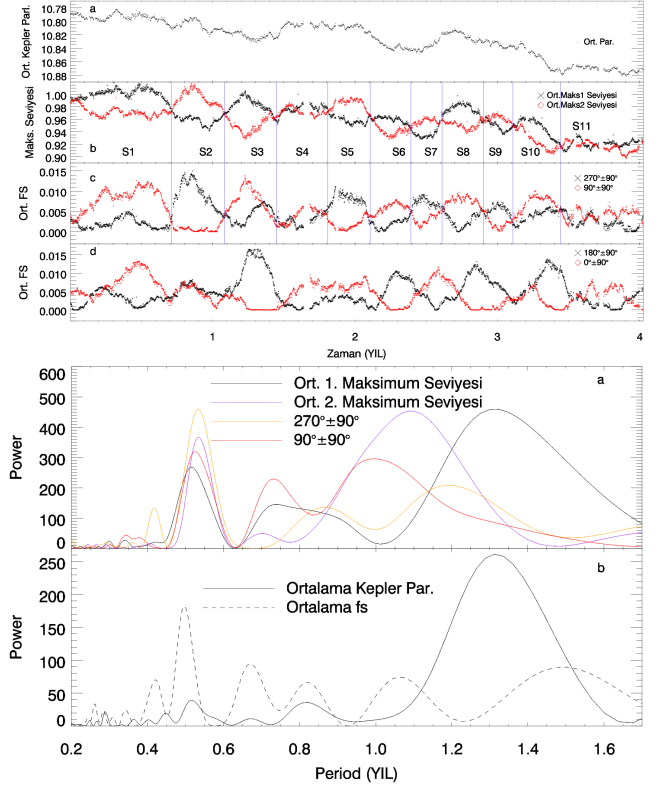 10.78
10.80
10.82
10.84
10.86
10.88
Ort. Kepler Parl.
a
Ort. Par.
1.00
0.98
0.96
0.94
0.92
0.90
Maks. Seviyesi
Ort.Maks1 Seviyesi
Ort.Maks2 Seviyesi
b
S1
S2
S3
S4
S5
S6
S7
S8
S9
S10
S11
0.015
0.010
0.005
0.000
Ort. FS
c
270°±90°
90°±90°
0.015
0.010
0.005
0.000
Ort. FS
d
180°±90°
0°±90°
1
2
3
4
Zaman (YIL)
600
500
400
300
200
100
0
Power
a
Ort. 1. Maksimum Seviyesi
Ort. 2. Maksimum Seviyesi
270°±90°
90°±90°
250
200
150
100
50
0
Power
b
Ortalama Kepler Par.
Ortalama fs
0.2
0.4
0.6
0.8
1.0
1.2
1.4
1.6
Period (YIL)